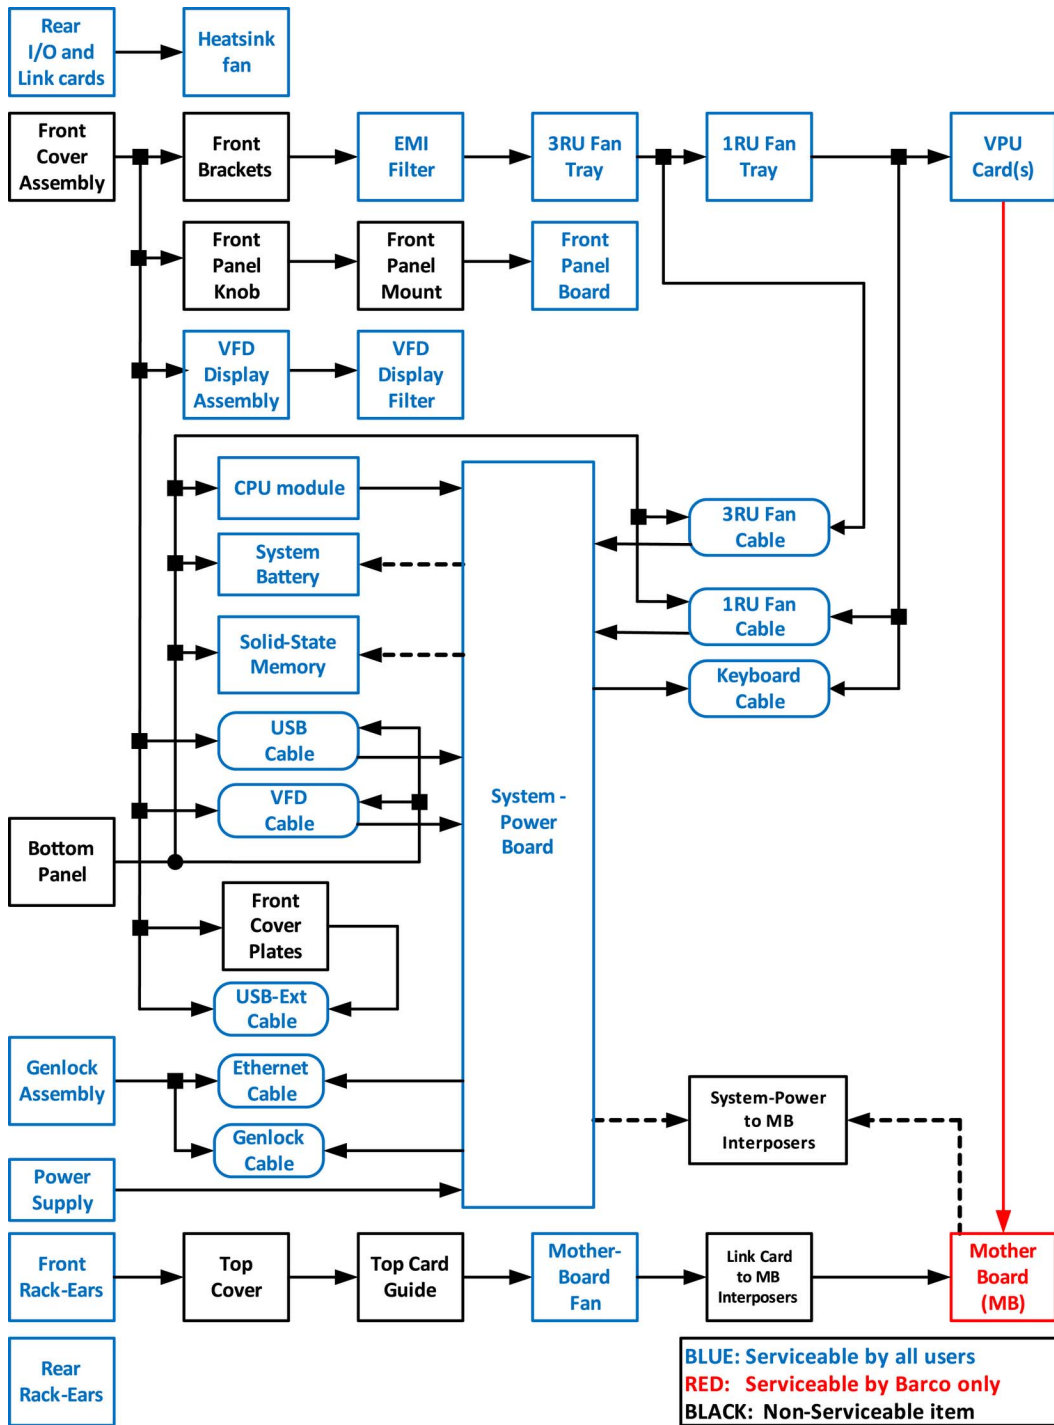 Rear
I/O and
Link cards
Heatsink
fan
Front
Cover
Assembly
Front
Brackets
EMI
Filter
3RU Fan
Tray
1RU Fan
Tray
VPU
Card(s)
Front
Panel
Knob
Front
Panel
Mount
Front
Panel
Board
VFD
Display
Assembly
VFD
Display
Filter
CPU module
3RU Fan
Cable
System
Battery
1RU Fan
Cable
Solid-State
Memory
Keyboard
Cable
USB
Cable
VFD
Cable
System -
Power
Board
Bottom
Panel
Front
Cover
Plates
USB-Ext
Cable
Genlock
Assembly
Ethernet
Cable
System-Power
to MB
Interposers
Genlock
Cable
Power
Supply
Front
Rack-Ears
Top
Cover
Top Card
Guide
Mother-
Board
Fan
Link Card
to MB
Interposers
Mother
Board
(MB)
Rear
Rack-Ears
BLUE: Serviceable by all users
RED: Serviceable by Barco only
BLACK: Non-Serviceable item